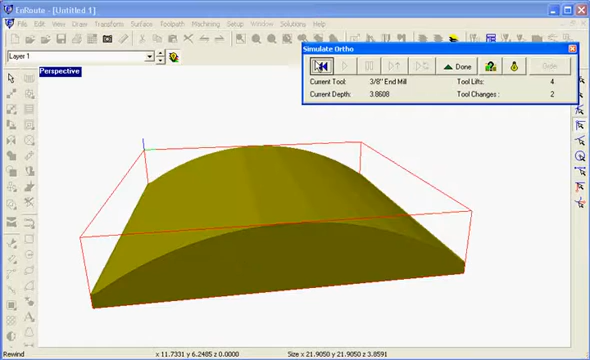 EnRoute - [Untitled.1]
File Edit View Draw Transform Surface Toolpath Machining Setup Window Solutions Help
Layer 1
Perspective
Simulate Ortho
Done
Order
Current Tool: 3/8" End Mill Tool Lifts: 4
Current Depth: 3.8608 Tool Changes : 2
Rewind x 11.7331 y 6.2485 z 0.0000 Size x 21.9050 y 21.9050 z 3.8591